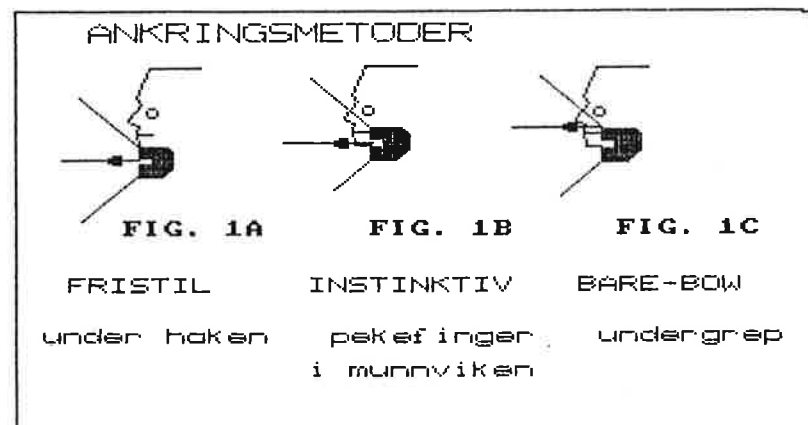 ANKRINGSMETODER
FIG. 1A FIG. 1B FIG. 1C
FRISTIL INSTINKTIV BARE-BOW
under haken pekefinger undergrep
i munnviken